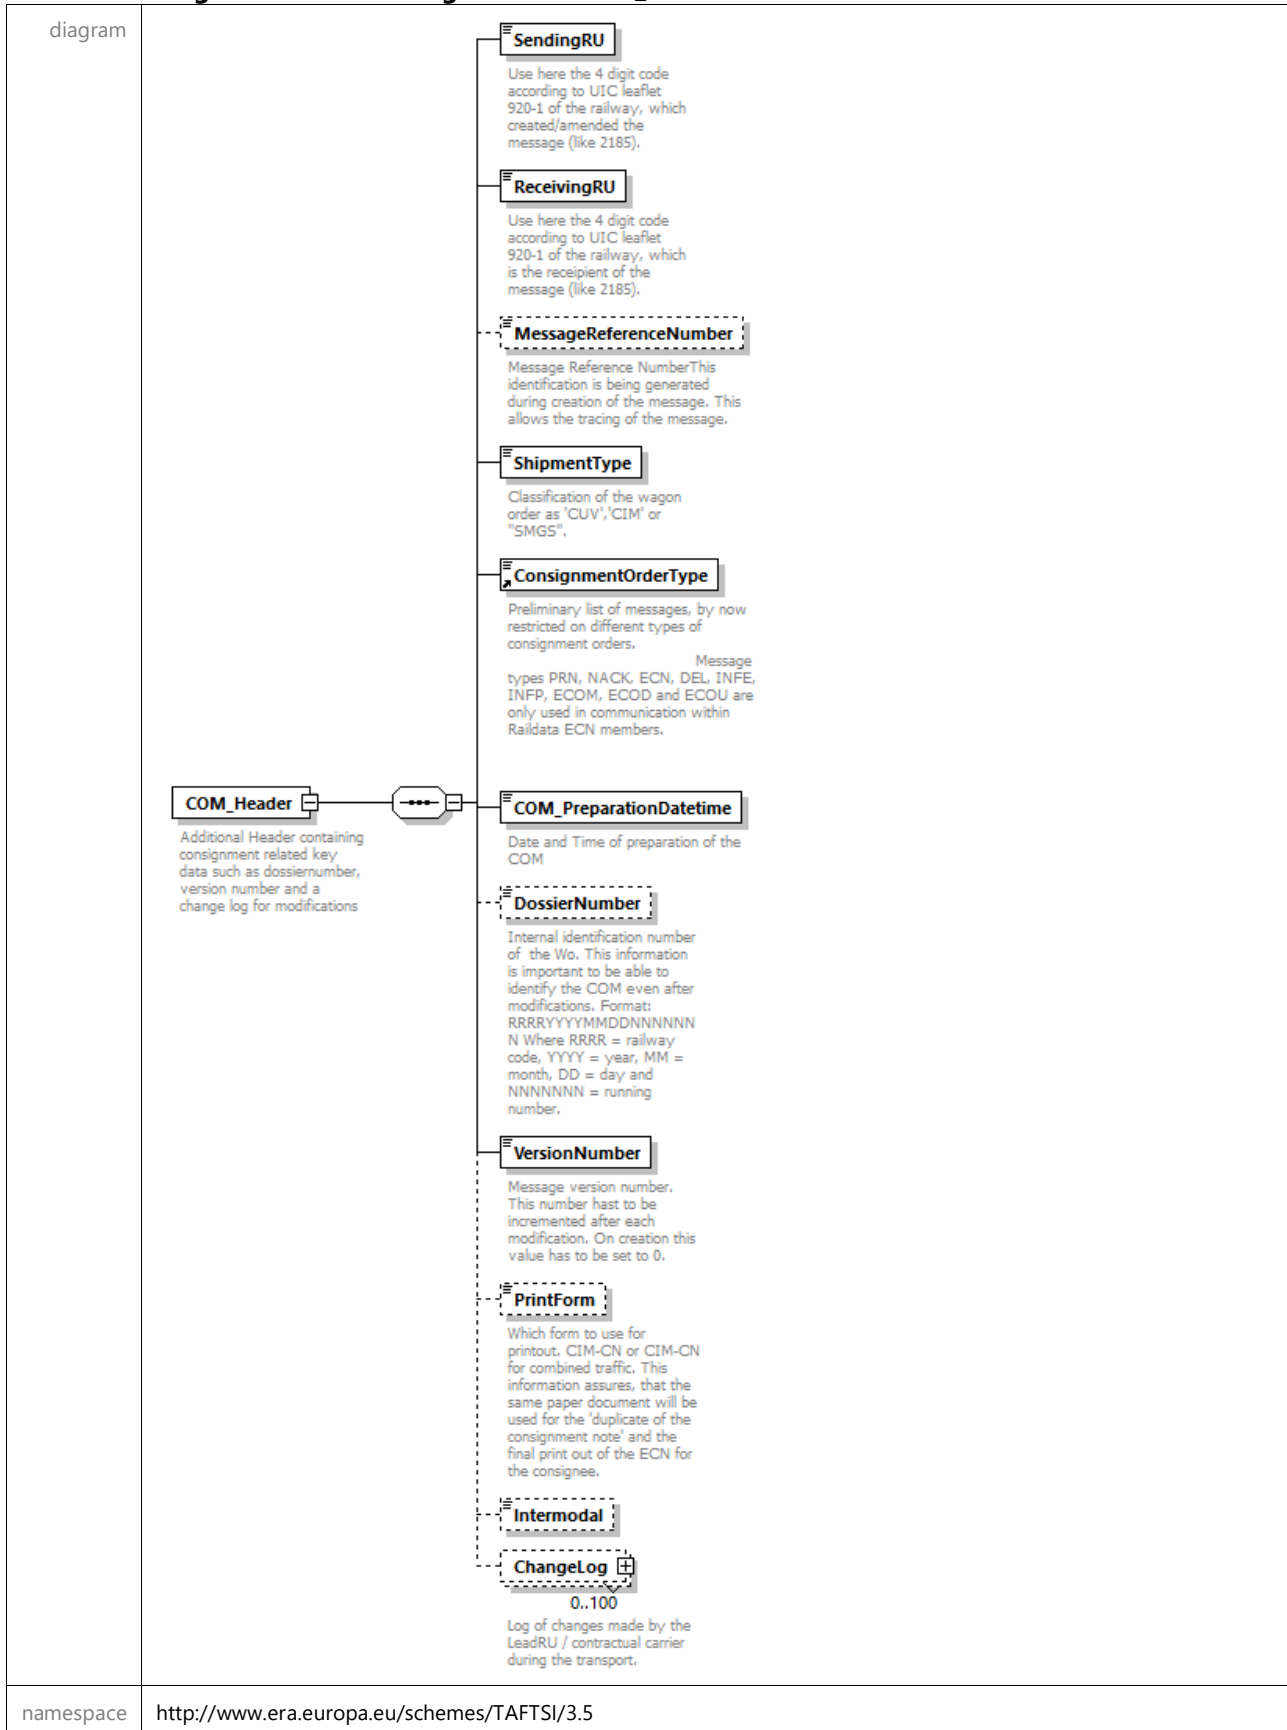 diagram
SendingRU
Use here the 4 digit code
according to UIC leaflet
920-1 of the railway, which
created/amended the
message (like 2185).
ReceivingRU
Use here the 4 digit code
according to UIC leaflet
920-1 of the railway, which
is the receipient of the
message (like 2185).
MessageReferenceNumber
Message Reference NumberThis
identification is being generated
during creation of the message. This
allows the tracing of the message.
ShipmentType
Classification of the wagon
order as 'CUV','CIM' or
"SMGS".
ConsignmentOrderType
Preliminary list of messages, by now
restricted on different types of
consignment orders.
Message
types PRN, NACK, ECN, DEL, INFE,
INFP, ECOM, ECOD and ECOU are
only used in communication within
Raildata ECN members.
COM_Header
Additional Header containing
consignment related key
data such as dossiernumber,
version number and a
change log for modifications
COM_PreparationDatetime
Date and Time of preparation of the
COM
DossierNumber
Internal identification number
of  the Wo. This information
is important to be able to
identify the COM even after
modifications. Format:
RRRRYYYYMMDDNNNNNN
N Where RRRR = railway
code, YYYY = year, MM =
month, DD = day and
NNNNNNN = running
number.
VersionNumber
Message version number.
This number hast to be
incremented after each
modification. On creation this
value has to be set to 0.
PrintForm
Which form to use for
printout. CIM-CN or CIM-CN
for combined traffic. This
information assures, that the
same paper document will be
used for the 'duplicate of the
consignment note' and the
final print out of the ECN for
the consignee.
Intermodal
ChangeLog
0..100
Log of changes made by the
LeadRU / contractual carrier
during the transport.
namespace
http://www.era.europa.eu/schemes/TAFTSI/3.5